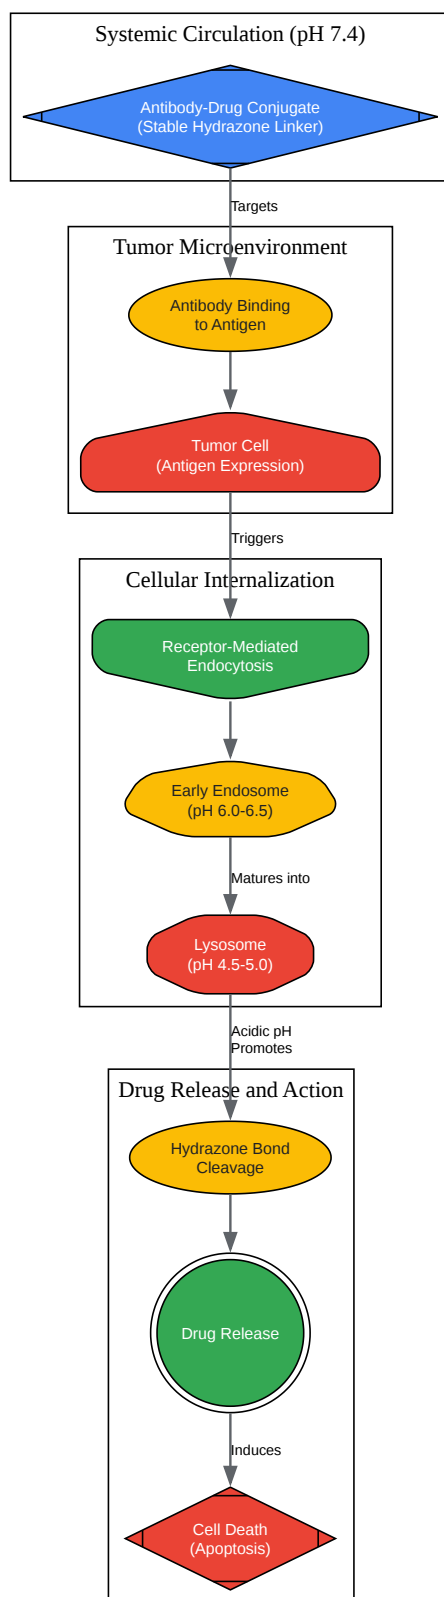 Systemic Circulation (pH 7.4)
Antibody-Drug Conjugate
(Stable Hydrazone Linker)
Targets
Tumor Microenvironment
Antibody Binding
to Antigen
Tumor Cell
(Antigen Expression)
Triggers
Cellular Internalization
Receptor-Mediated
Endocytosis
Early Endosome
(pH 6.0-6.5)
Matures into
Lysosome
(pH 4.5-5.0)
Acidic pH
Promotes
Drug Release and Action
Hydrazone Bond
Cleavage
Drug Release
Induces
Cell Death
(Apoptosis)